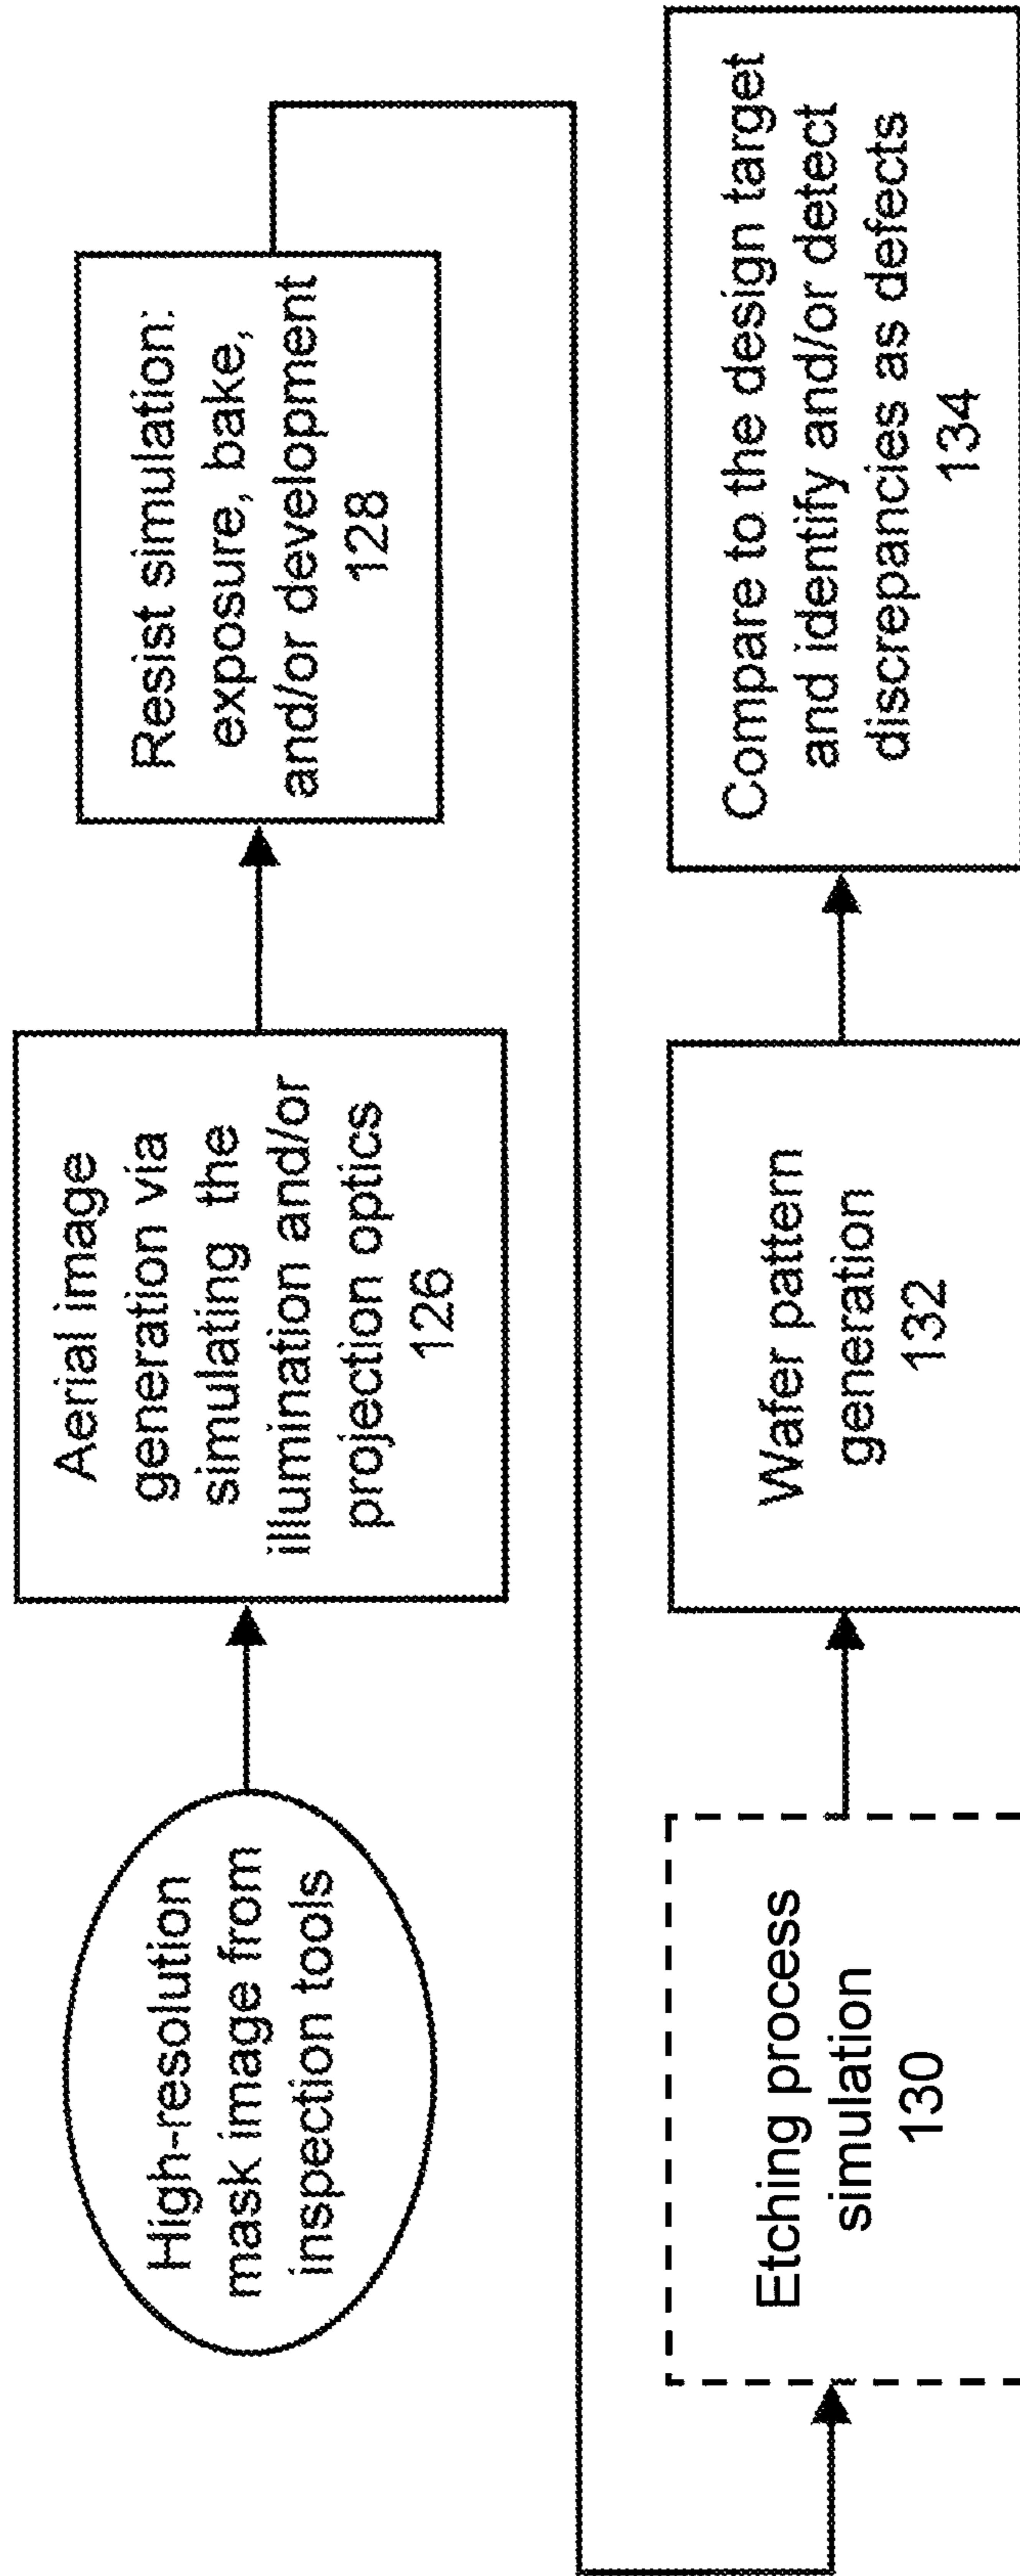 High-resolution
mask image from
inspection tools
Aerial image
generation via
simulating the
illumination and/or
projection optics
126
Resist simulation:
exposure, bake,
and/or development
128
Etching process
simulation
130
Wafer pattern
generation
132
Compare to the design target
and identify and/or detect
discrepancies as defects
134